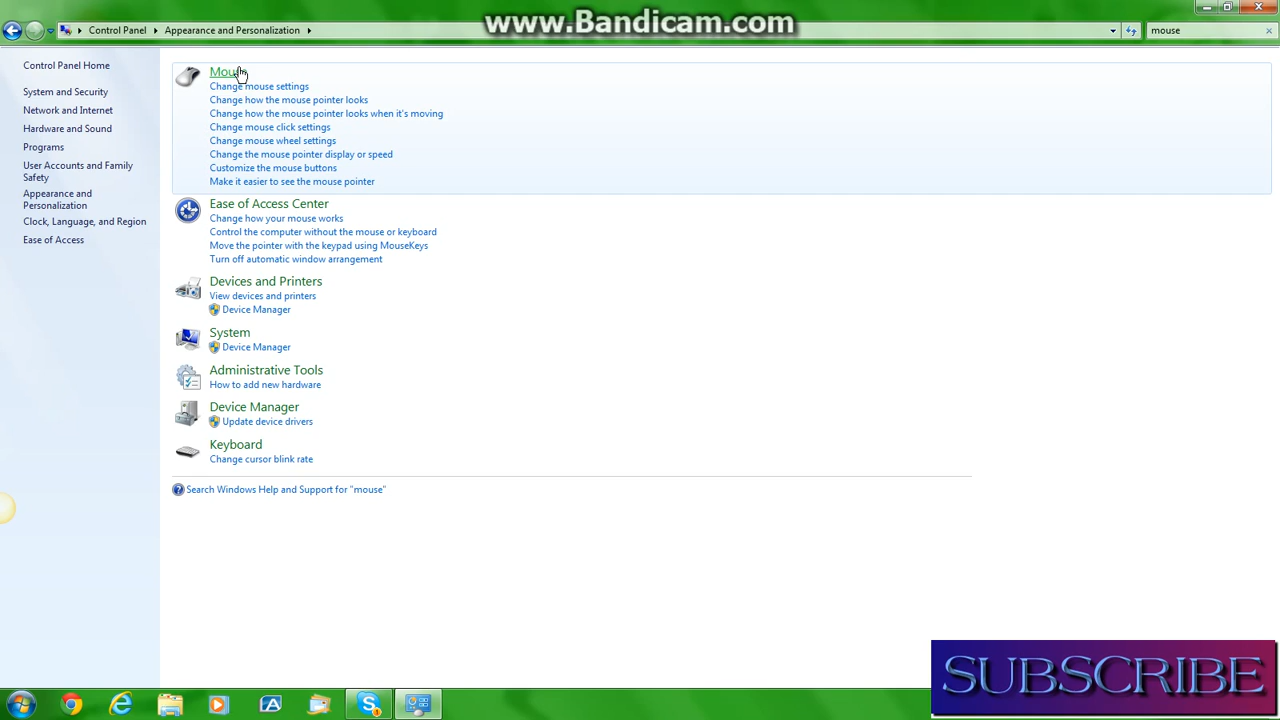 www.Bandicam.com
Control Panel
Appearance and Personalization
mouse
Control Panel Home
System and Security
Network and Internet
Hardware and Sound
Programs
User Accounts and Family
Safety
Appearance and
Personalization
Clock, Language, and Region
Ease of Access
Change mouse settings
Change how the mouse pointer looks
Change how the mouse pointer looks when it's moving
Change mouse click settings
Change mouse wheel settings
Change the mouse pointer display or speed
Customize the mouse buttons
Make it easier to see the mouse pointer
Ease of Access Center
Change how your mouse works
Control the computer without the mouse or keyboard
Move the pointer with the keypad using MouseKeys
Turn off automatic window arrangement
Devices and Printers
View devices and printers
Device Manager
System
Device Manager
Administrative Tools
How to add new hardware
Device Manager
Update device drivers
Keyboard
Change cursor blink rate
Search Windows Help and Support for "mouse"
SUBSCRIBE